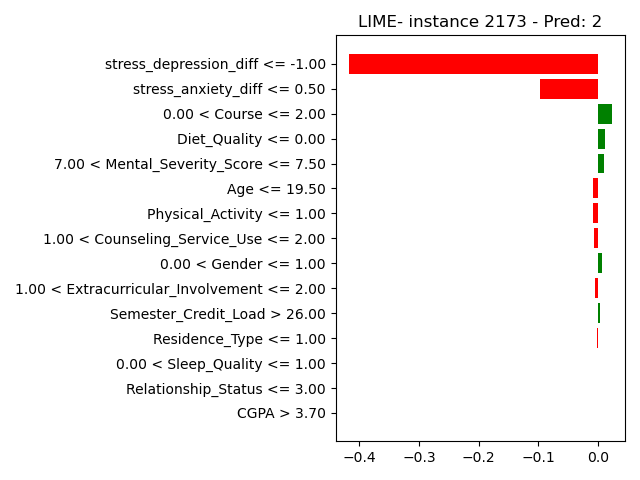 LIME- instance 2173 - Pred: 2
stress_depression_diff <= -1.00
stress_anxiety_diff <= 0.50
0.00 < Course <= 2.00
Diet_Quality <= 0.00
7.00 < Mental_Severity_Score <= 7.50
Age <= 19.50
Physical_Activity <= 1.00
1.00 < Counseling_Service_Use <= 2.00
0.00 < Gender <= 1.00
1.00 < Extracurricular_Involvement <= 2.00
Semester_Credit_Load > 26.00
Residence_Type <= 1.00
0.00 < Sleep_Quality <= 1.00
Relationship_Status <= 3.00
CGPA > 3.70
−0.4 −0.3 −0.2 −0.1 0.0